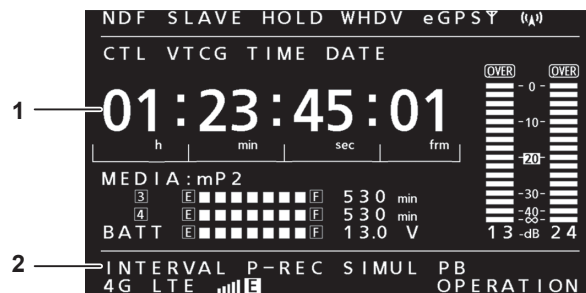 NDF SLAVE HOLD WHDV eGPS
CTL VTCG TIME DATE
OVER OVER
1
01:23:45:01
h min sec frm
0
-10-
-20-
-30-
-40-
-∞-
MEDIA:mP2
3 E F 530 min
4 E F 530 min
BATT E F 13.0 V
13 -dB 24
2
INTERVAL P-REC SIMUL PB
4G LTE E OPERATION